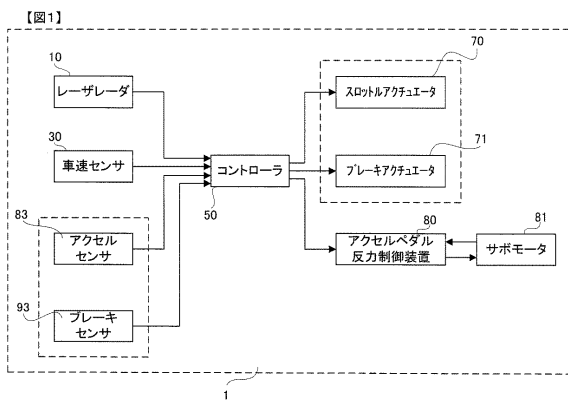 【図1】
10
レーザレーダ
30
車速センサ
83
アクセル
センサ
93
ブレーキ
センサ
コントローラ
50
70
スロットルアクチュエータ
71
ブレーキアクチュエータ
80
アクセルペダル
反力制御装置
81
サボモータ
1